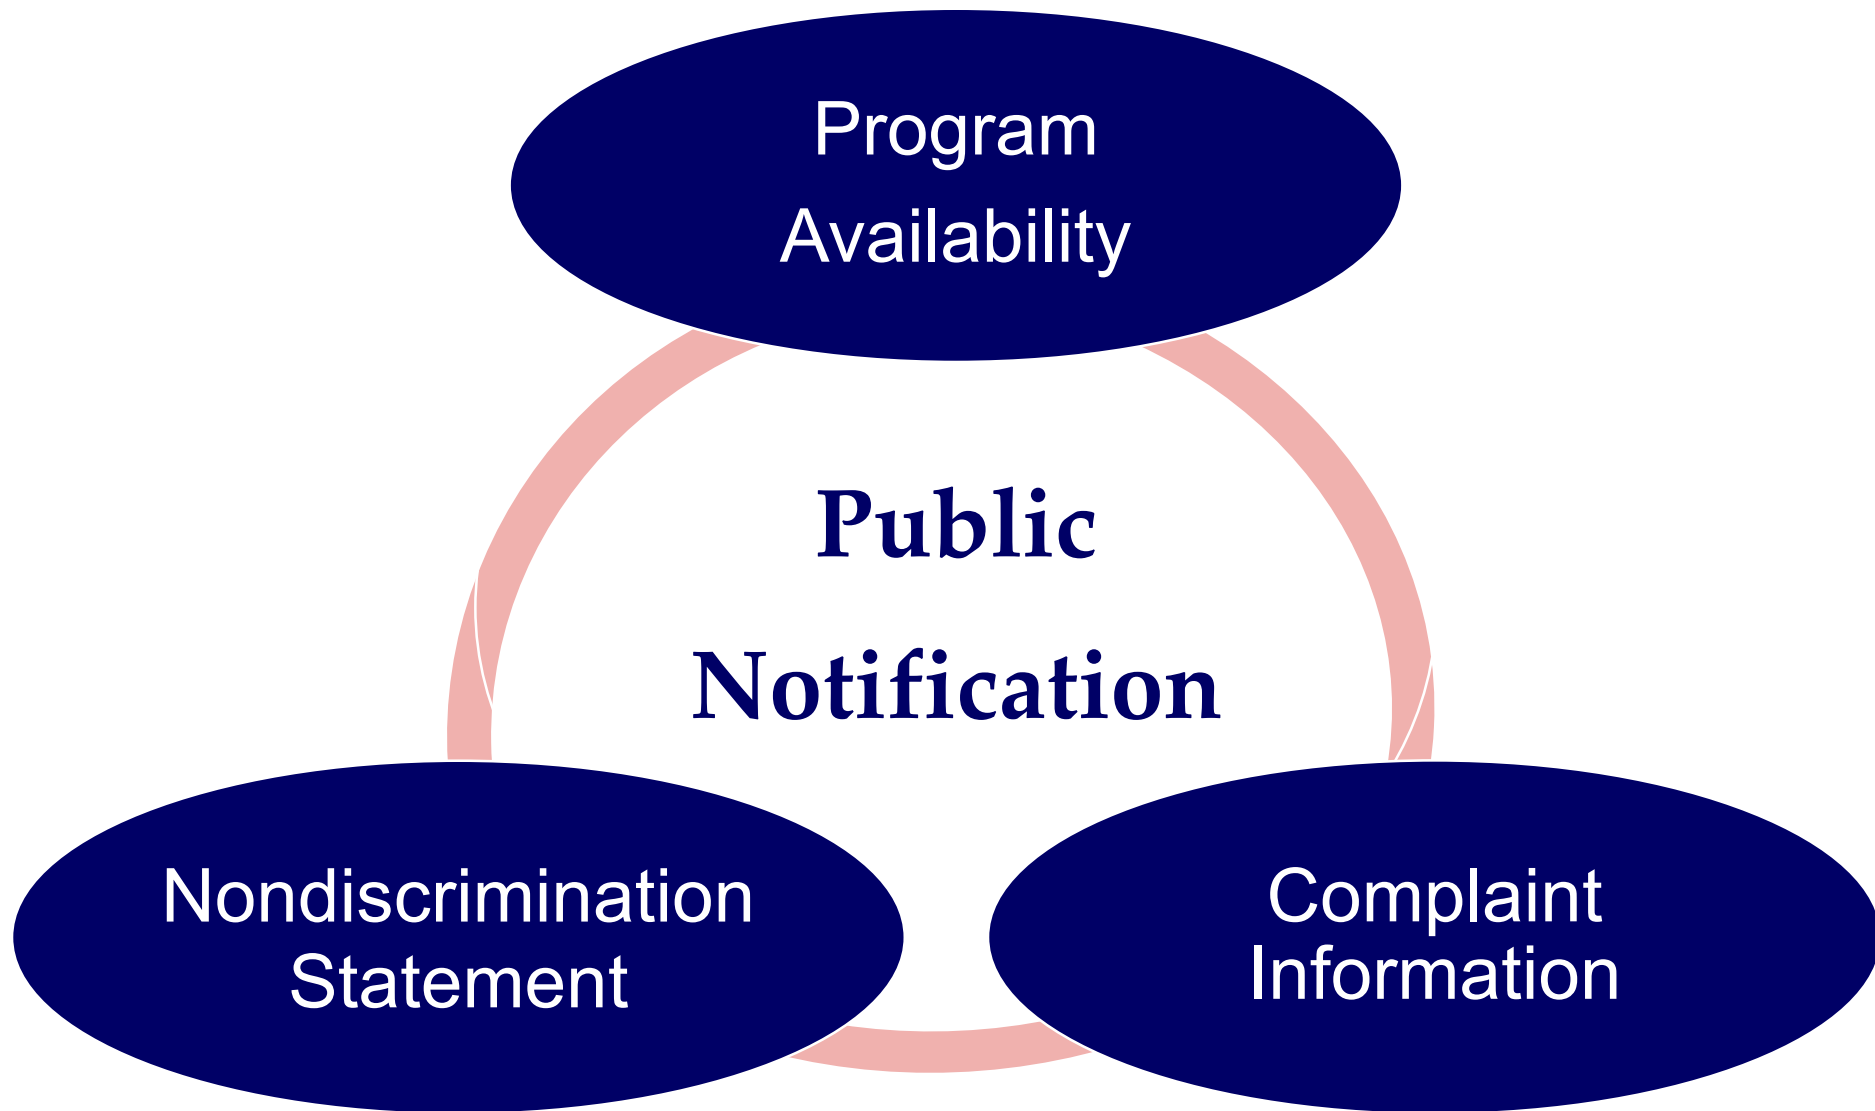 Program
Availability
Public
Notification
Nondiscrimination
Statement
Complaint
Information